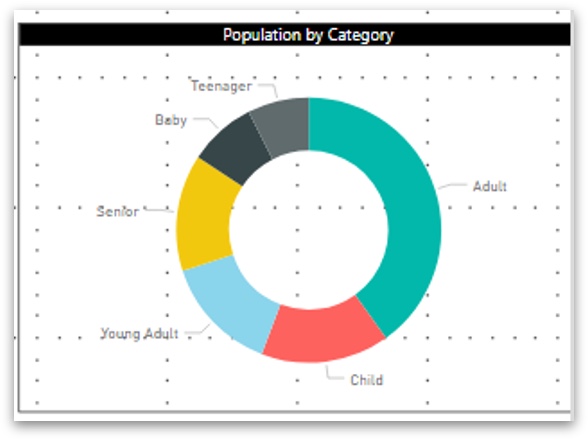 Population by Category
Teenager
Baby
Adult
Senior
Young Adult
Child